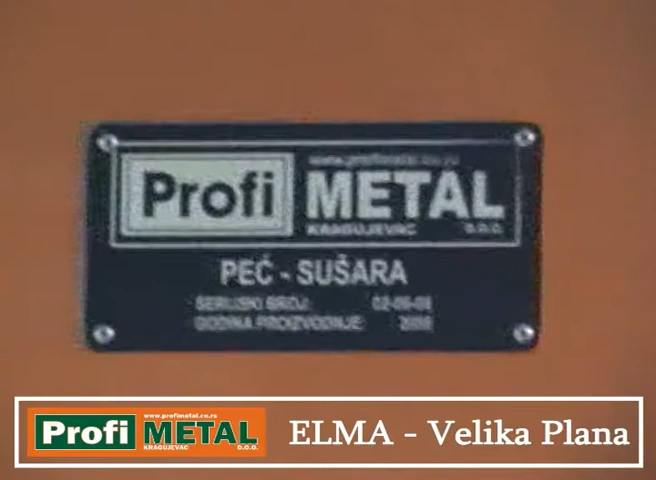 www.profimetal.co.rs
Profi METAL
KRAGUJEVAC D.O.O.
PEĆ - SUŠARA
SERIJSKI BROJ:
GODINA PROIZVODNJE:
www.profimetal.co.rs
Profi METAL ELMA - Velika Plana
KRAGUJEVAC D.O.O.